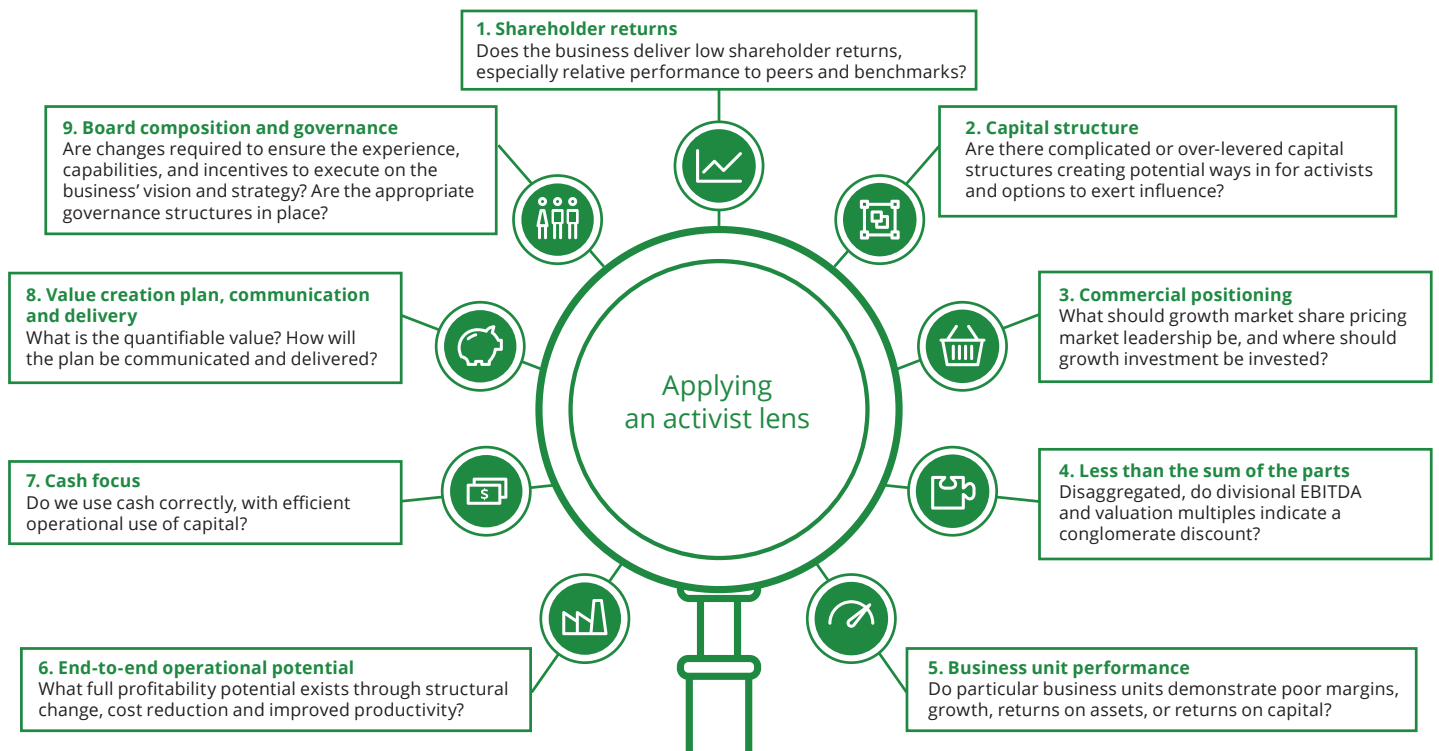 1. Shareholder returns
Does the business deliver low shareholder returns,
especially relative performance to peers and benchmarks?
2. Capital structure
Are there complicated or over-levered capital
structures creating potential ways in for activists
and options to exert influence?
3. Commercial positioning
What should growth market share pricing
market leadership be, and where should
growth investment be invested?
4. Less than the sum of the parts
Disaggregated, do divisional EBITDA
and valuation multiples indicate a
conglomerate discount?
5. Business unit performance
Do particular business units demonstrate poor margins,
growth, returns on assets, or returns on capital?
6. End-to-end operational potential
What full profitability potential exists through structural
change, cost reduction and improved productivity?
7. Cash focus
Do we use cash correctly, with efficient
operational use of capital?
$
8. Value creation plan, communication
and delivery
What is the quantifiable value? How will
the plan be communicated and delivered?
9. Board composition and governance
Are changes required to ensure the experience,
capabilities, and incentives to execute on the
business’ vision and strategy? Are the appropriate
governance structures in place?
Applying
an activist lens